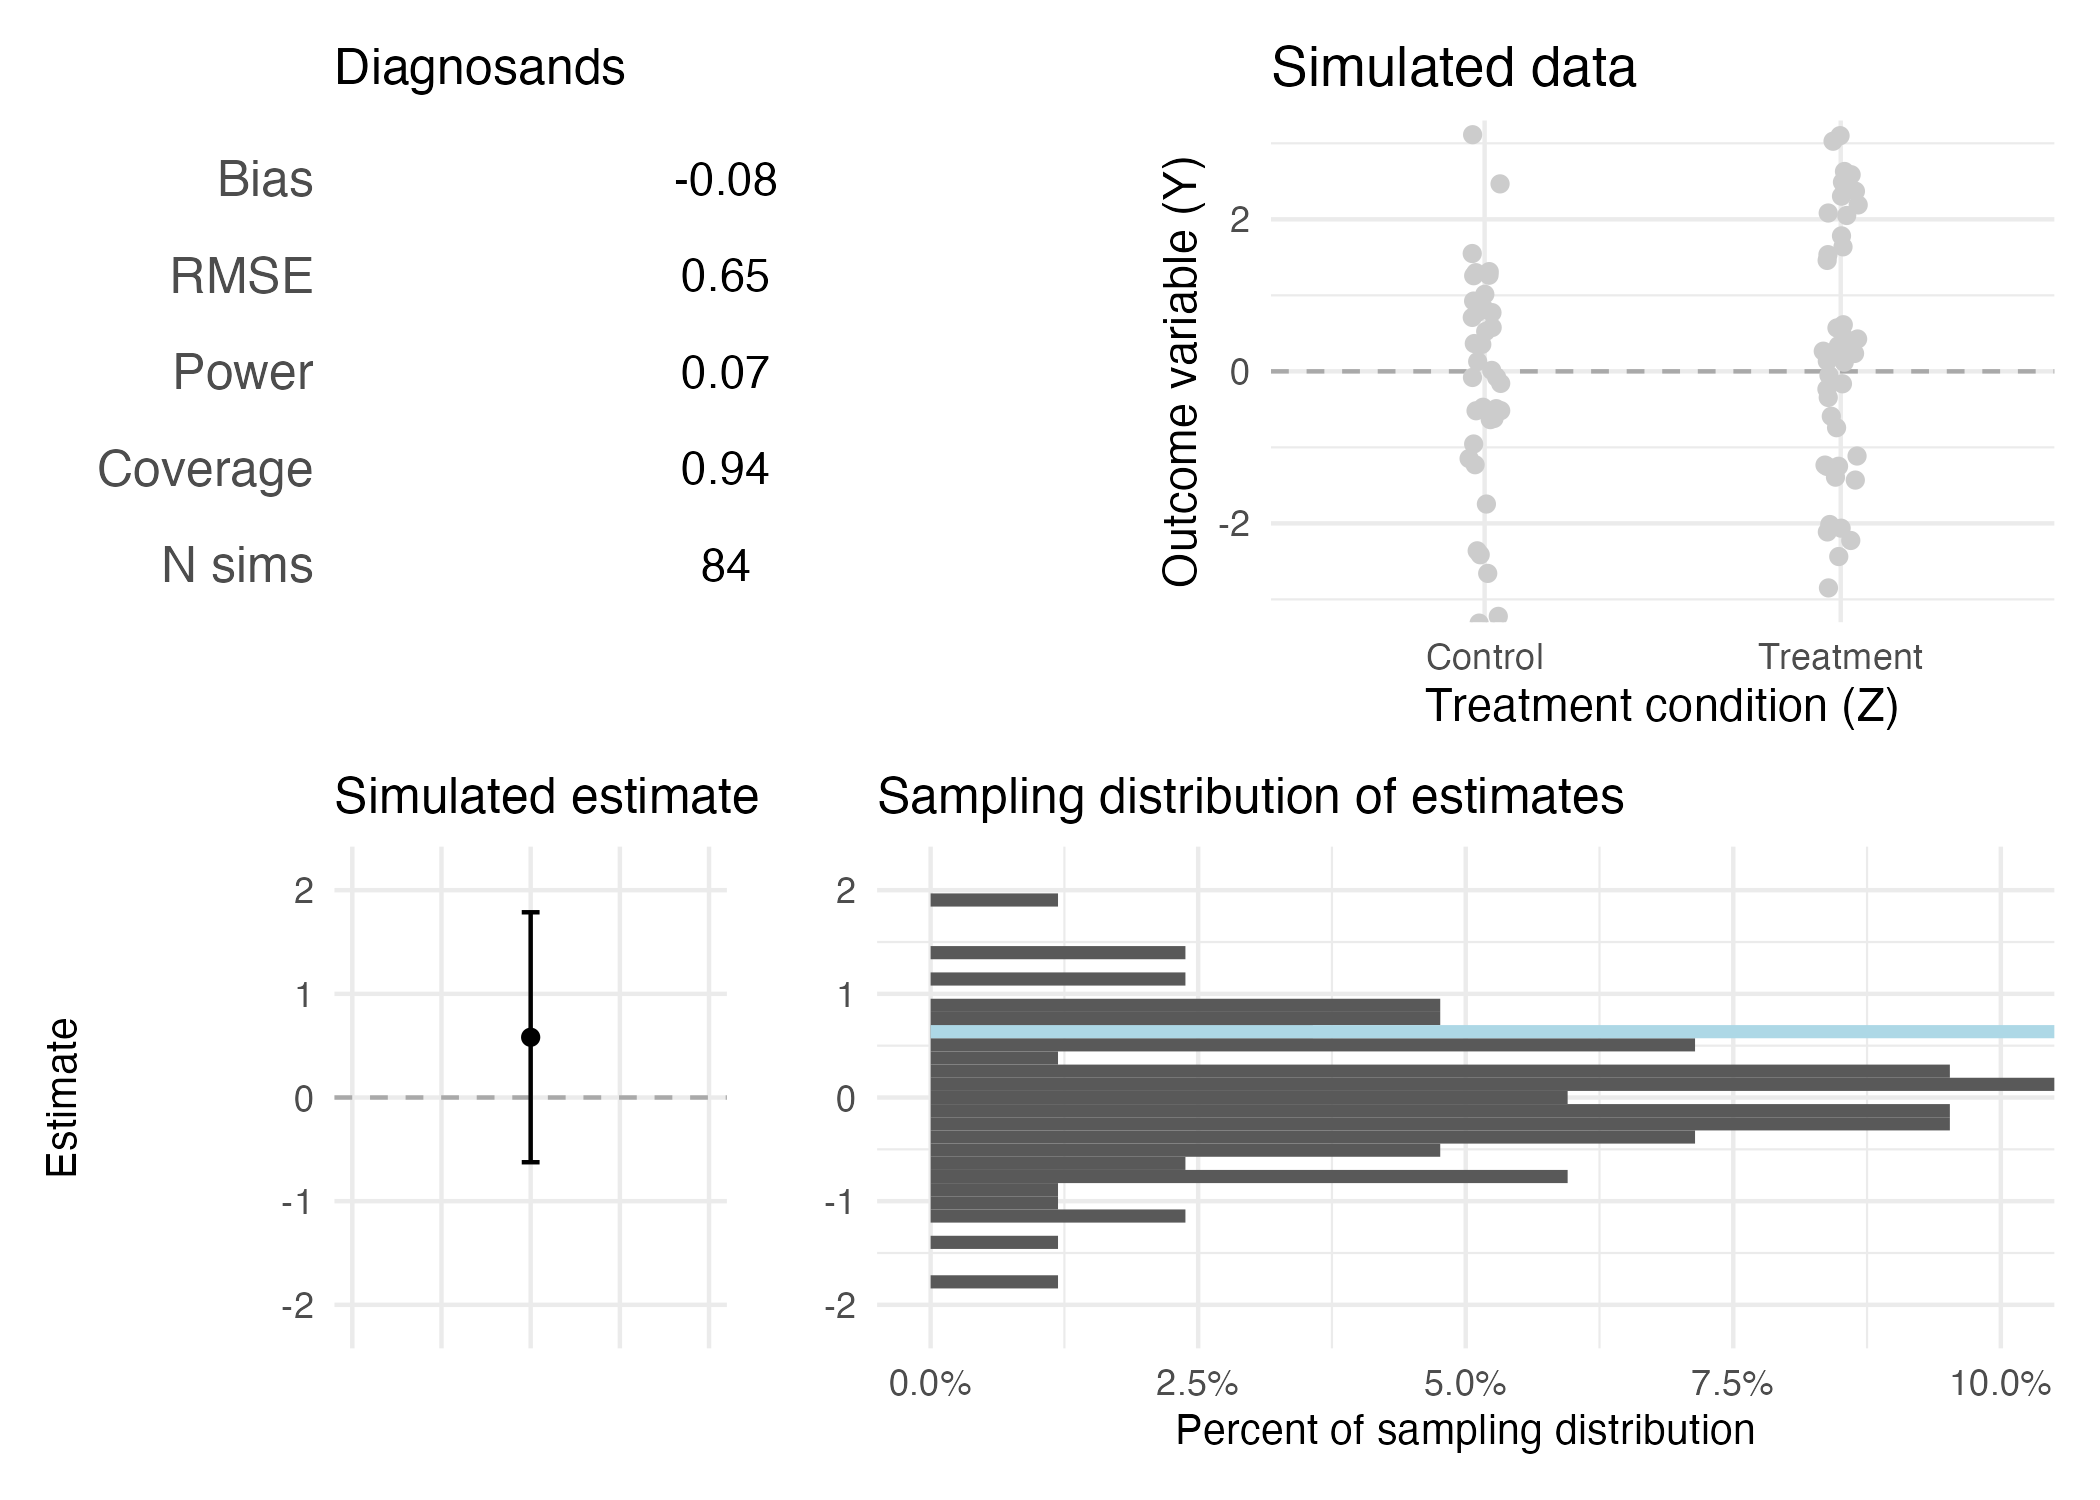 Diagnosands
Bias -0.08
RMSE 0.65
Power 0.07
Coverage 0.94
N sims 84
Simulated data
Outcome variable (Y)
2
0
-2
Control Treatment
Treatment condition (Z)
Simulated estimate
Estimate
2
1
0
-1
-2
Sampling distribution of estimates
2
1
0
-1
-2
0.0% 2.5% 5.0% 7.5% 10.0%
Percent of sampling distribution